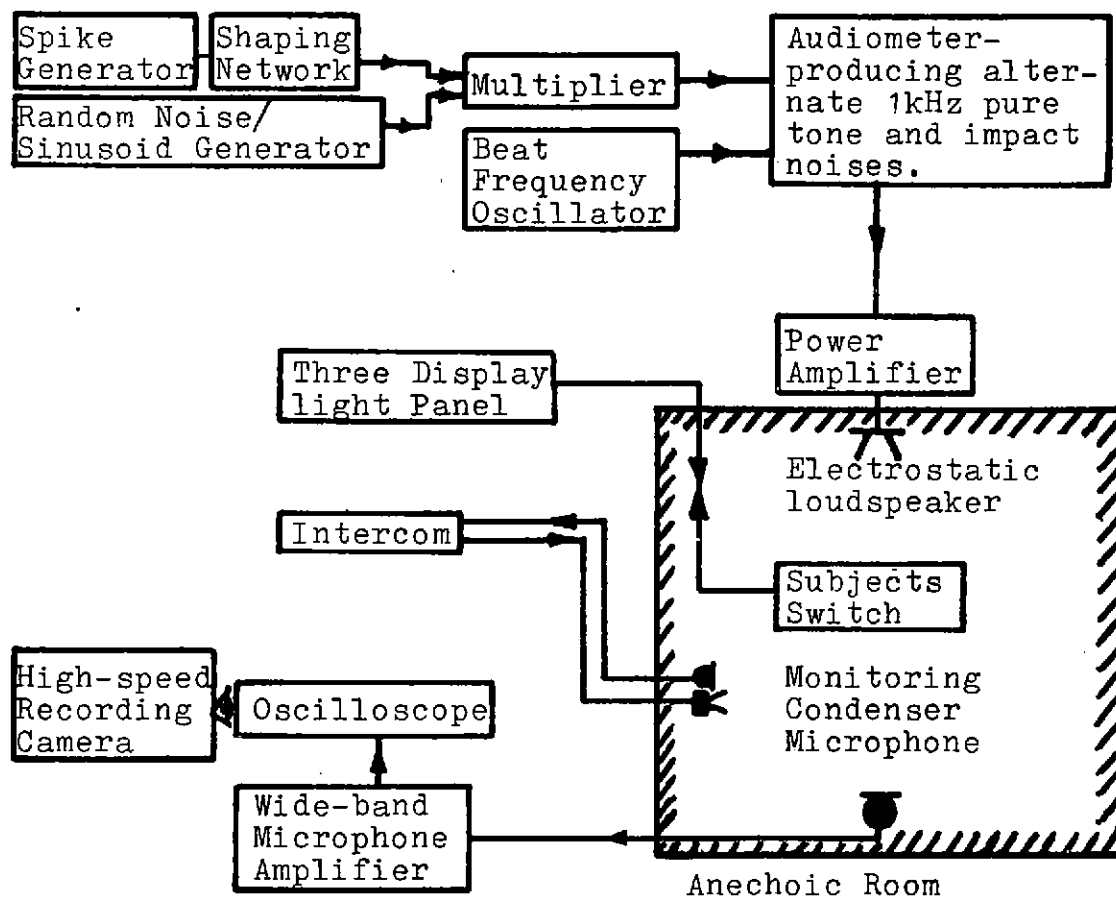 Spike
Generator
Shaping
Network
Random Noise/
Sinusoid Generator
Multiplier
Beat
Frequency
Oscillator
Audiometer-
producing alter-
nate 1kHz pure
tone and impact
noises.
Power
Amplifier
Three Display
light Panel
Electrostatic
loudspeaker
Intercom
Subjects
Switch
High-speed
Recording
Camera
Oscilloscope
Monitoring
Condenser
Microphone
Wide-band
Microphone
Amplifier
Anechoic Room